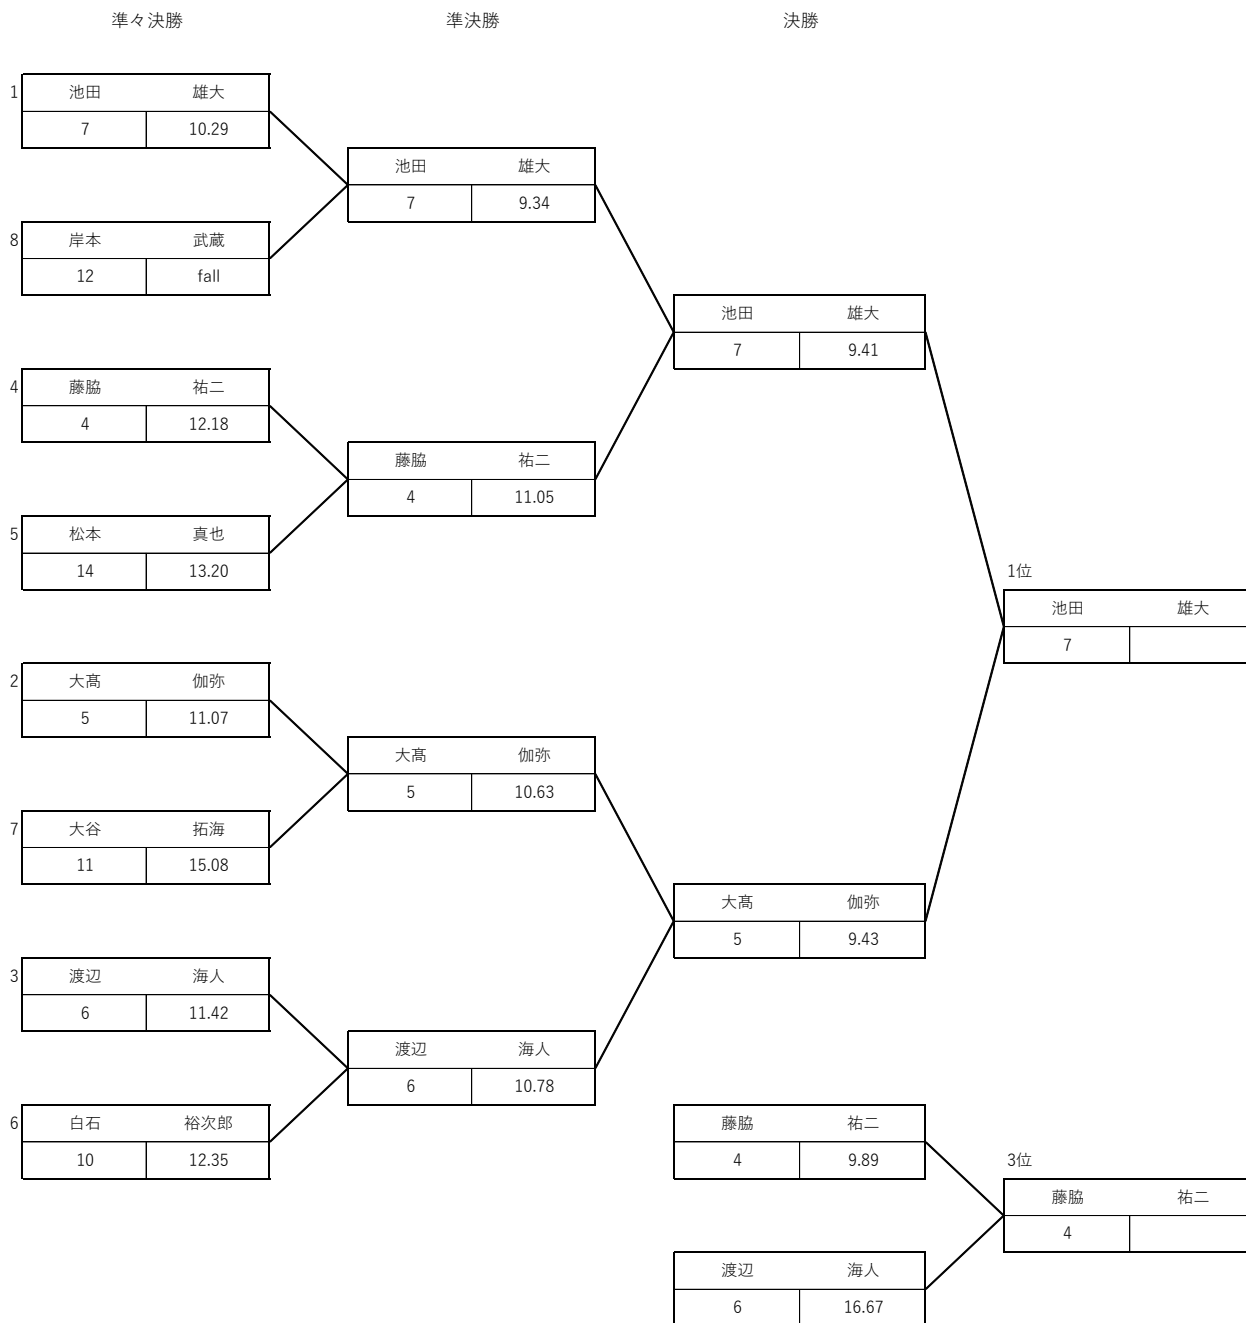 準々決勝 準決勝 決勝
1 池田 雄大
7 10.29
池田 雄大
7 9.34
8 岸本 武蔵
12 fall
池田 雄大
7 9.41
4 藤脇 祐二
4 12.18
藤脇 祐二
4 11.05
5 松本 真也
14 13.20
1位
池田 雄大
7
2 大髙 伽弥
5 11.07
大髙 伽弥
5 10.63
7 大谷 拓海
11 15.08
大髙 伽弥
5 9.43
3 渡辺 海人
6 11.42
渡辺 海人
6 10.78
6 白石 裕次郎
10 12.35
藤脇 祐二
4 9.89
3位
藤脇 祐二
4
渡辺 海人
6 16.67